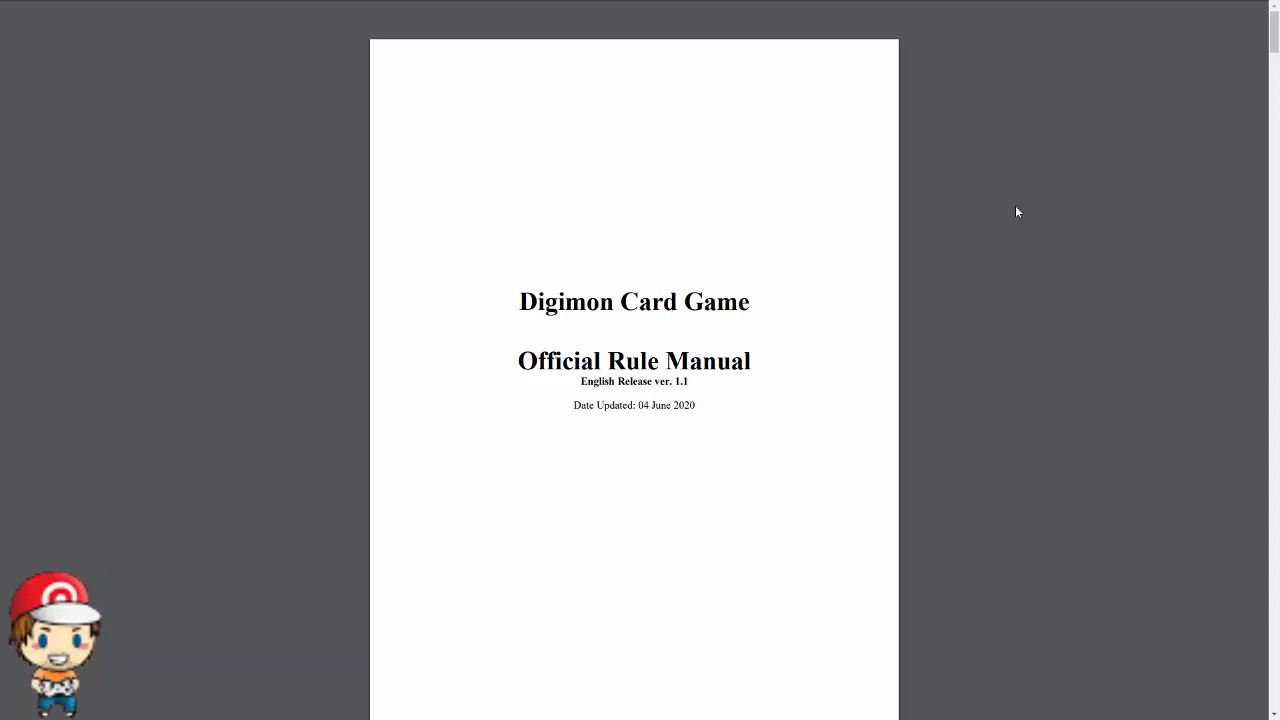 Digimon Card Game
Official Rule Manual
English Release ver. 1.1
Date Updated: 04 June 2020